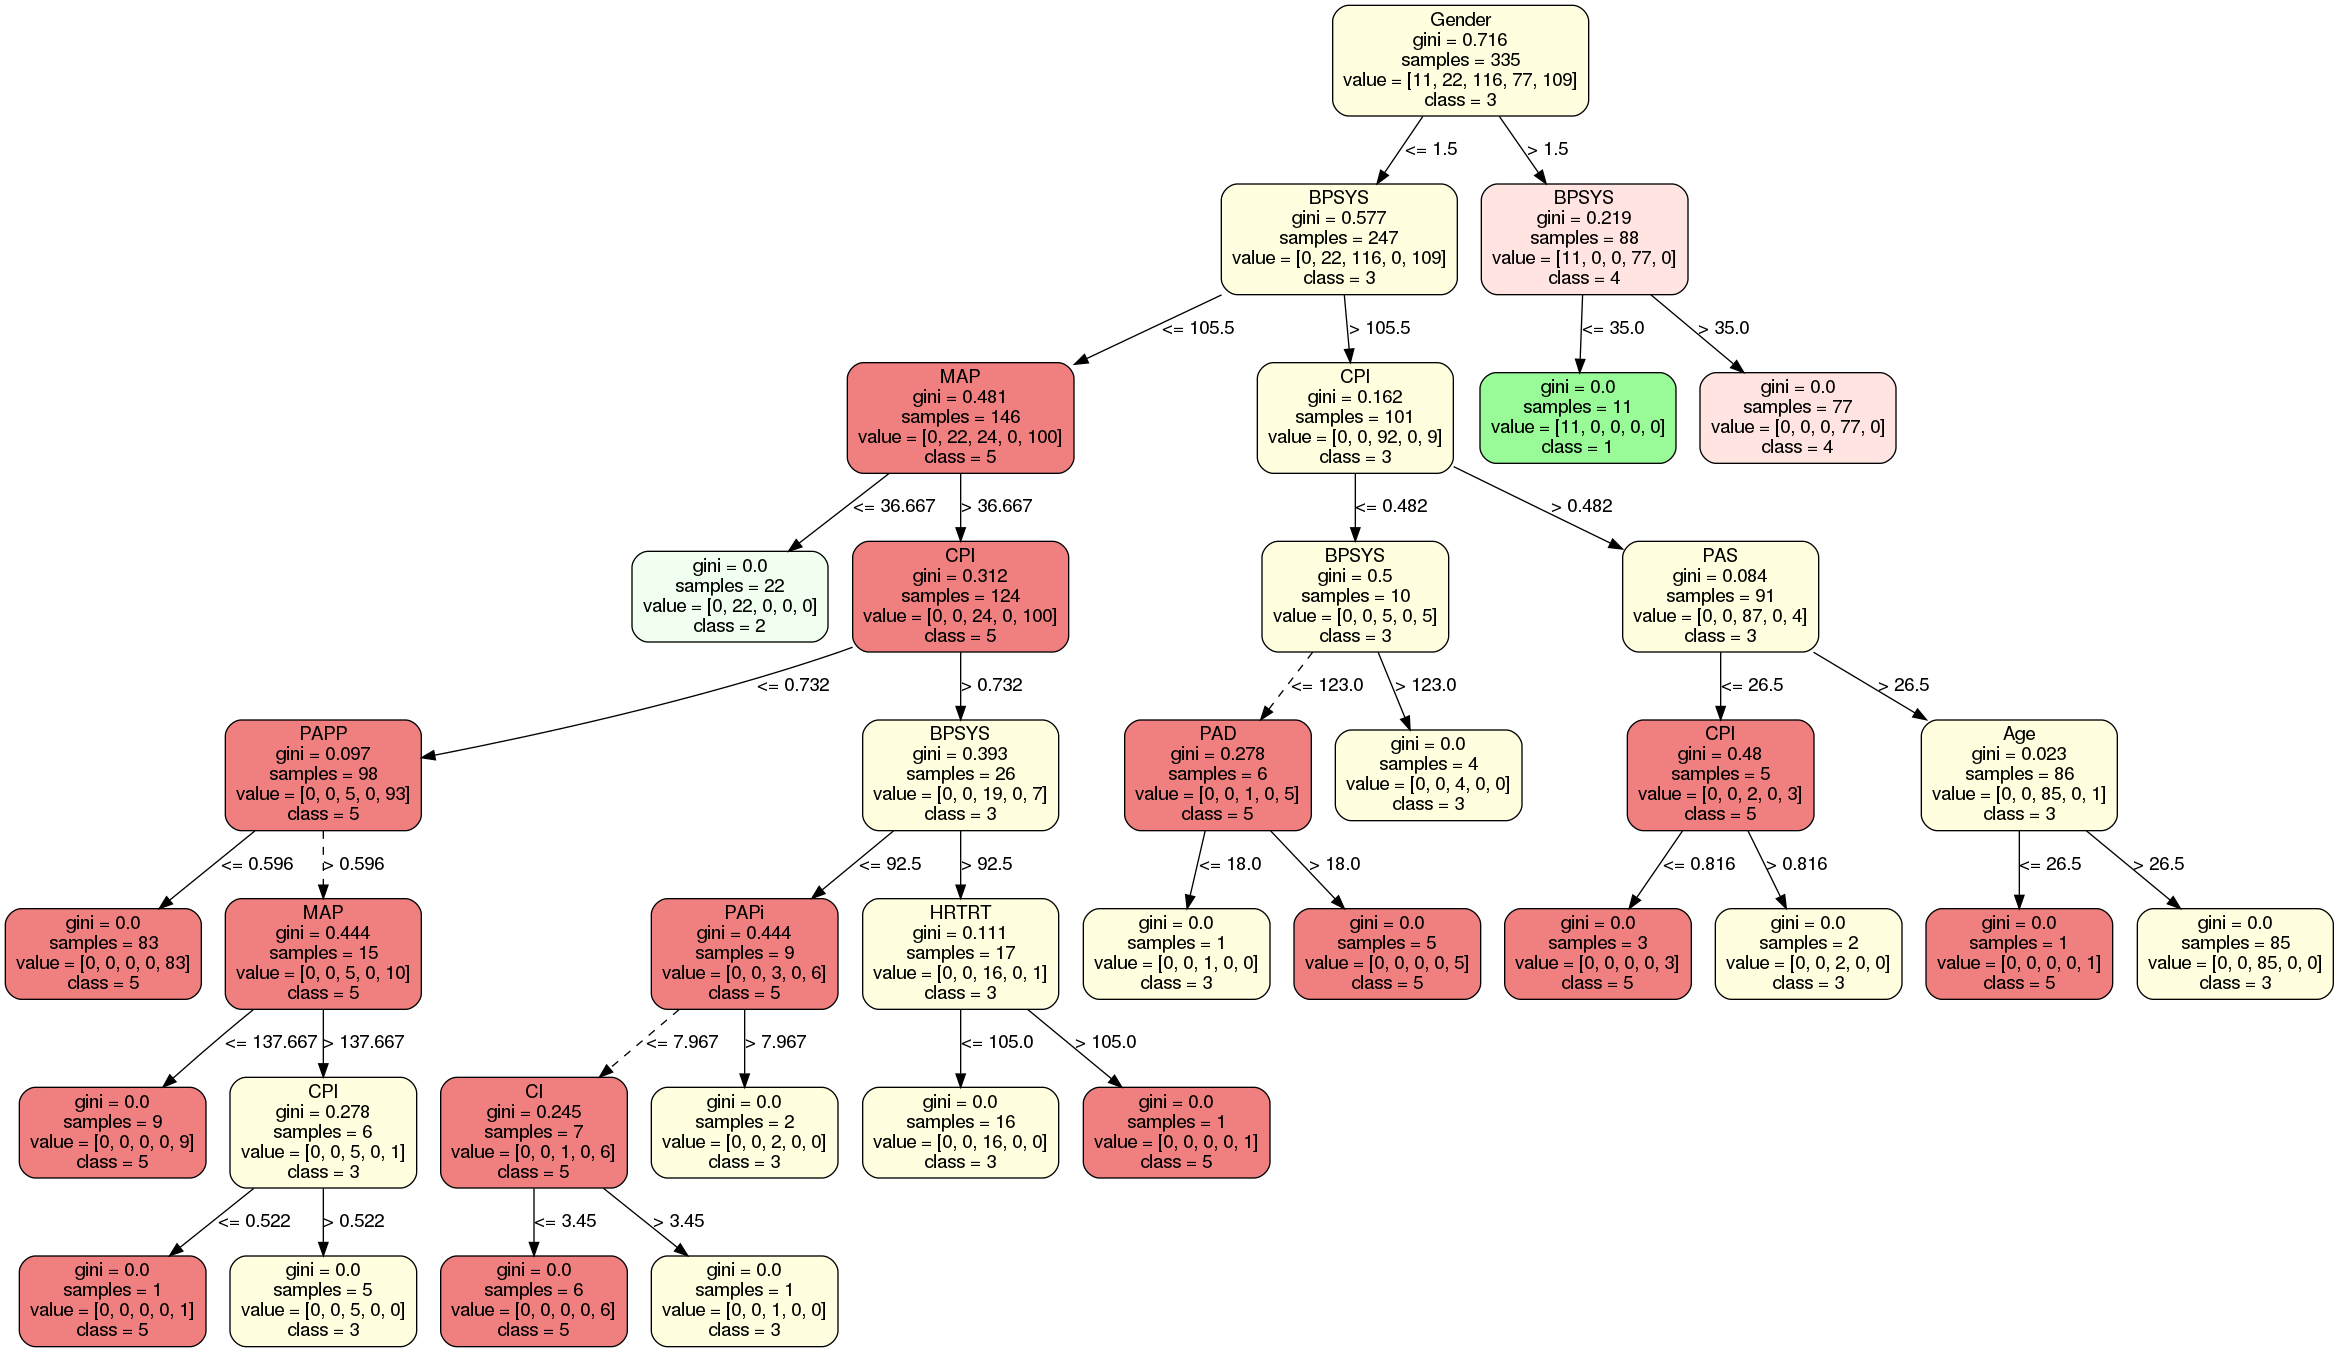 Gender
gini = 0.716
samples = 335
value = [11, 22, 116, 77, 109]
class = 3
<= 1.5
> 1.5
BPSYS
gini = 0.577
samples = 247
value = [0, 22, 116, 0, 109]
class = 3
BPSYS
gini = 0.219
samples = 88
value = [11, 0, 0, 77, 0]
class = 4
<= 105.5
> 105.5
<= 35.0
> 35.0
MAP
gini = 0.481
samples = 146
value = [0, 22, 24, 0, 100]
class = 5
CPI
gini = 0.162
samples = 101
value = [0, 0, 92, 0, 9]
class = 3
gini = 0.0
samples = 11
value = [11, 0, 0, 0, 0]
class = 1
gini = 0.0
samples = 77
value = [0, 0, 0, 77, 0]
class = 4
<= 36.667
> 36.667
<= 0.482
> 0.482
gini = 0.0
samples = 22
value = [0, 22, 0, 0, 0]
class = 2
CPI
gini = 0.312
samples = 124
value = [0, 0, 24, 0, 100]
class = 5
BPSYS
gini = 0.5
samples = 10
value = [0, 0, 5, 0, 5]
class = 3
PAS
gini = 0.084
samples = 91
value = [0, 0, 87, 0, 4]
class = 3
<= 0.732
> 0.732
<= 123.0
> 123.0
<= 26.5
> 26.5
PAPP
gini = 0.097
samples = 98
value = [0, 0, 5, 0, 93]
class = 5
BPSYS
gini = 0.393
samples = 26
value = [0, 0, 19, 0, 7]
class = 3
PAD
gini = 0.278
samples = 6
value = [0, 0, 1, 0, 5]
class = 5
gini = 0.0
samples = 4
value = [0, 0, 4, 0, 0]
class = 3
CPI
gini = 0.48
samples = 5
value = [0, 0, 2, 0, 3]
class = 5
Age
gini = 0.023
samples = 86
value = [0, 0, 85, 0, 1]
class = 3
<= 0.596
> 0.596
<= 92.5
> 92.5
<= 18.0
> 18.0
<= 0.816
> 0.816
<= 26.5
> 26.5
gini = 0.0
samples = 83
value = [0, 0, 0, 0, 83]
class = 5
MAP
gini = 0.444
samples = 15
value = [0, 0, 5, 0, 10]
class = 5
PAPi
gini = 0.444
samples = 9
value = [0, 0, 3, 0, 6]
class = 5
HRTRT
gini = 0.111
samples = 17
value = [0, 0, 16, 0, 1]
class = 3
gini = 0.0
samples = 1
value = [0, 0, 1, 0, 0]
class = 3
gini = 0.0
samples = 5
value = [0, 0, 0, 0, 5]
class = 5
gini = 0.0
samples = 3
value = [0, 0, 0, 0, 3]
class = 5
gini = 0.0
samples = 2
value = [0, 0, 2, 0, 0]
class = 3
gini = 0.0
samples = 1
value = [0, 0, 0, 0, 1]
class = 5
gini = 0.0
samples = 85
value = [0, 0, 85, 0, 0]
class = 3
<= 137.667
> 137.667
<= 7.967
> 7.967
<= 105.0
> 105.0
gini = 0.0
samples = 9
value = [0, 0, 0, 0, 9]
class = 5
CPI
gini = 0.278
samples = 6
value = [0, 0, 5, 0, 1]
class = 3
CI
gini = 0.245
samples = 7
value = [0, 0, 1, 0, 6]
class = 5
gini = 0.0
samples = 2
value = [0, 0, 2, 0, 0]
class = 3
gini = 0.0
samples = 16
value = [0, 0, 16, 0, 0]
class = 3
gini = 0.0
samples = 1
value = [0, 0, 0, 0, 1]
class = 5
<= 0.522
> 0.522
<= 3.45
> 3.45
gini = 0.0
samples = 1
value = [0, 0, 0, 0, 1]
class = 5
gini = 0.0
samples = 5
value = [0, 0, 5, 0, 0]
class = 3
gini = 0.0
samples = 6
value = [0, 0, 0, 0, 6]
class = 5
gini = 0.0
samples = 1
value = [0, 0, 1, 0, 0]
class = 3